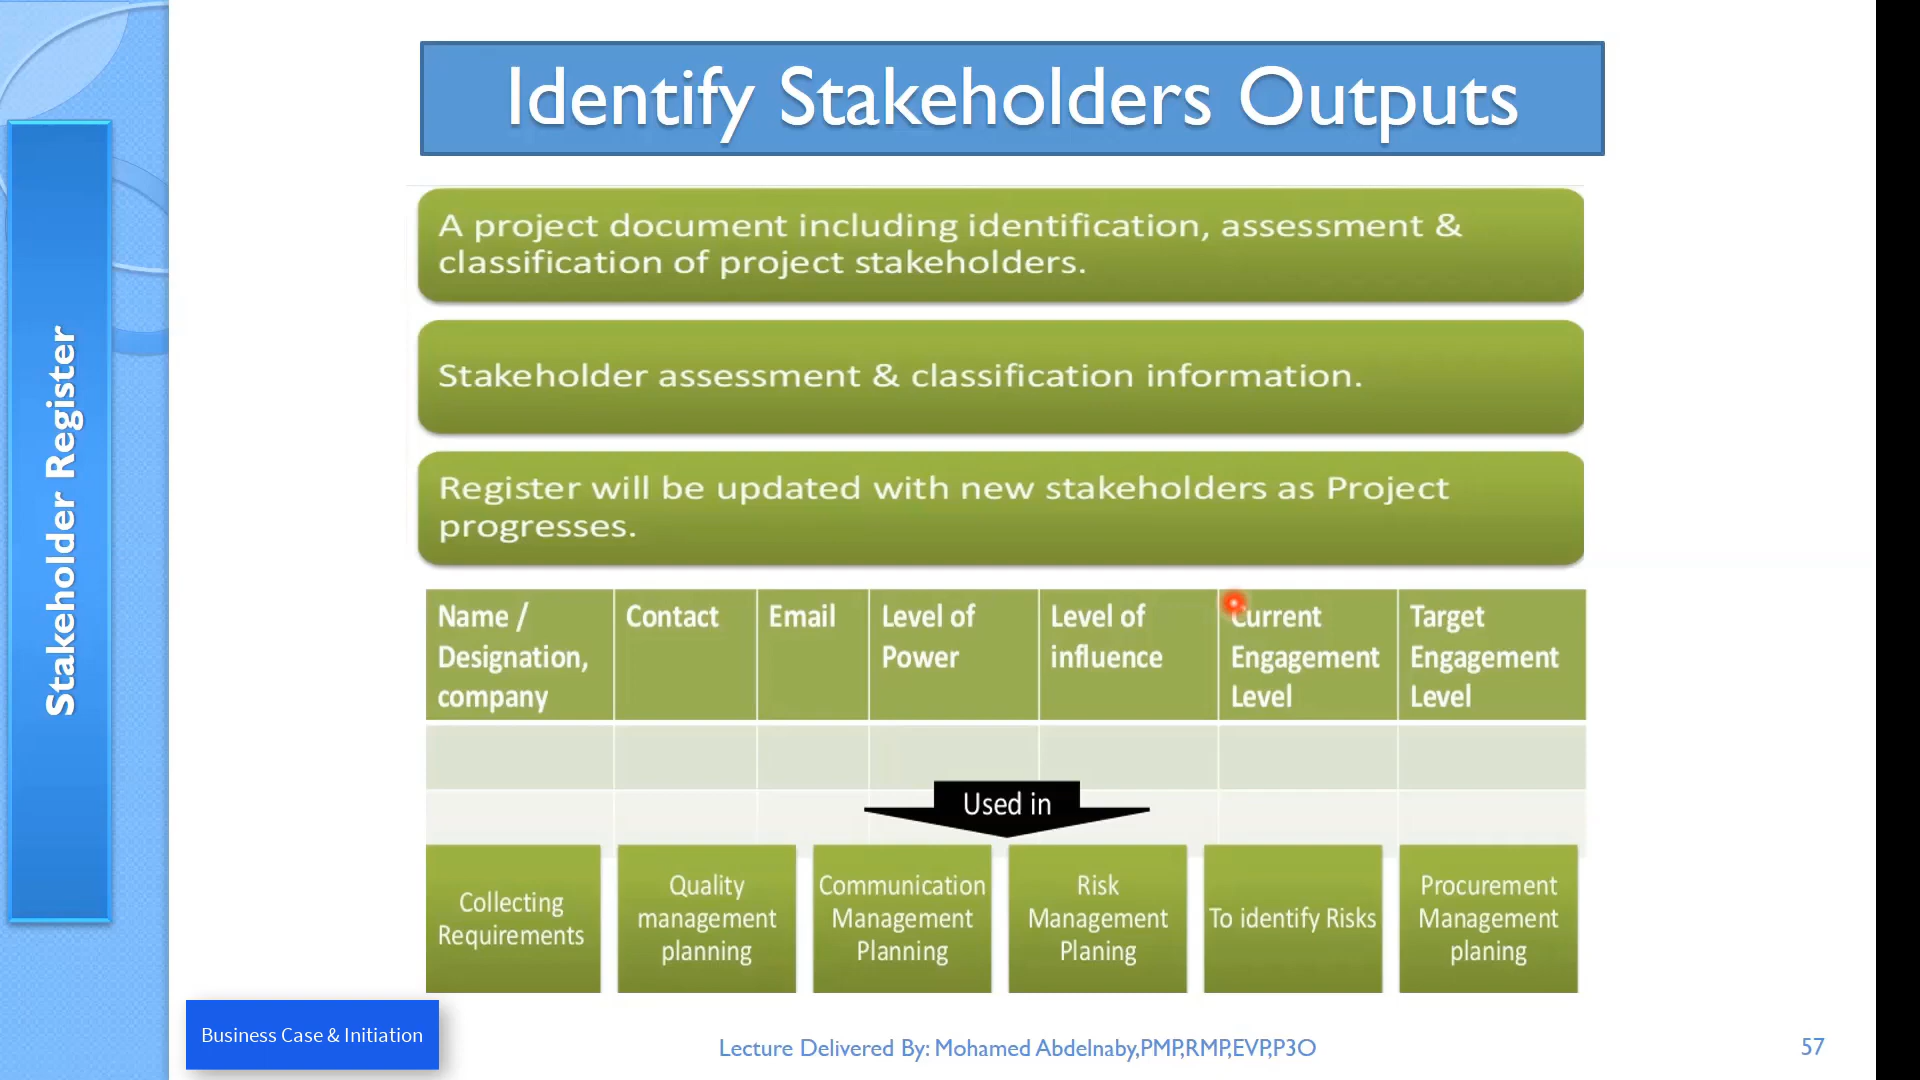 Identify Stakeholders Outputs
Stakeholder Register
A project document including identification, assessment &
classification of project stakeholders.
Stakeholder assessment & classification information.
Register will be updated with new stakeholders as Project
progresses.
Name /
Designation,
company
Contact
Email
Level of
Power
Level of
influence
Current
Engagement
Level
Target
Engagement
Level
Used in
Collecting
Requirements
Quality
management
planning
Communication
Management
Planning
Risk
Management
Planing
To identify Risks
Procurement
Management
planing
Business Case & Initiation
Lecture Delivered By: Mohamed Abdelnaby,PMP,RMP,EVP,P3O
57